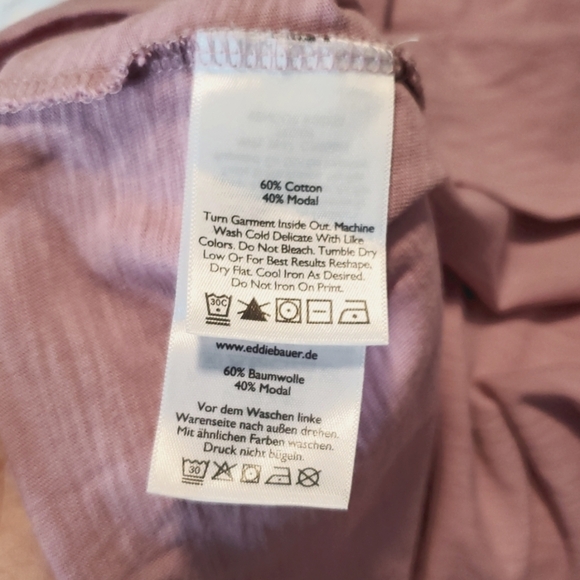 60% Cotton
40% Modal
Turn Garment Inside Out. Machine
Wash Cold Delicate With Like
Colors. Do Not Bleach. Tumble Dry
Low Or For Best Results Reshape,
Dry Flat. Cool Iron As Desired.
Do Not Iron On Print.
30C
www.eddiebauer.de
60% Baumwolle
40% Modal
Vor dem Waschen linke
Warenseite nach außen drehen.
Mit ähnlichen Farben waschen.
Druck nicht bügeln.
30